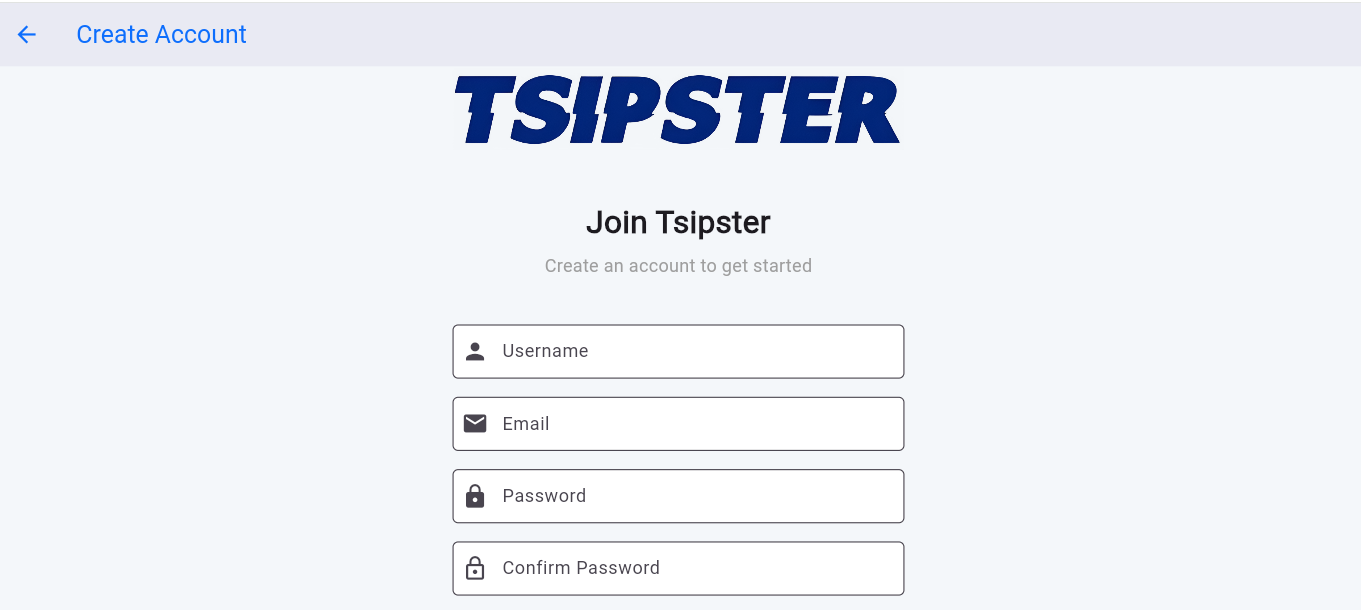 Create Account
TSIPSTER
Join Tsipster
Create an account to get started
Username
Email
Password
Confirm Password